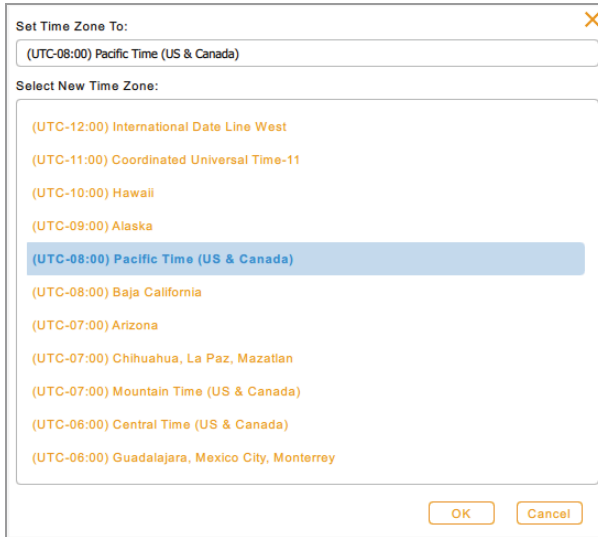 Set Time Zone To:
(UTC-08:00) Pacific Time (US & Canada)
Select New Time Zone:
(UTC-12:00) International Date Line West
(UTC-11:00) Coordinated Universal Time-11
(UTC-10:00) Hawaii
(UTC-09:00) Alaska
(UTC-08:00) Pacific Time (US & Canada)
(UTC-08:00) Baja California
(UTC-07:00) Arizona
(UTC-07:00) Chihuahua, La Paz, Mazatlan
(UTC-07:00) Mountain Time (US & Canada)
(UTC-06:00) Central Time (US & Canada)
(UTC-06:00) Guadalajara, Mexico City, Monterrey
OK Cancel